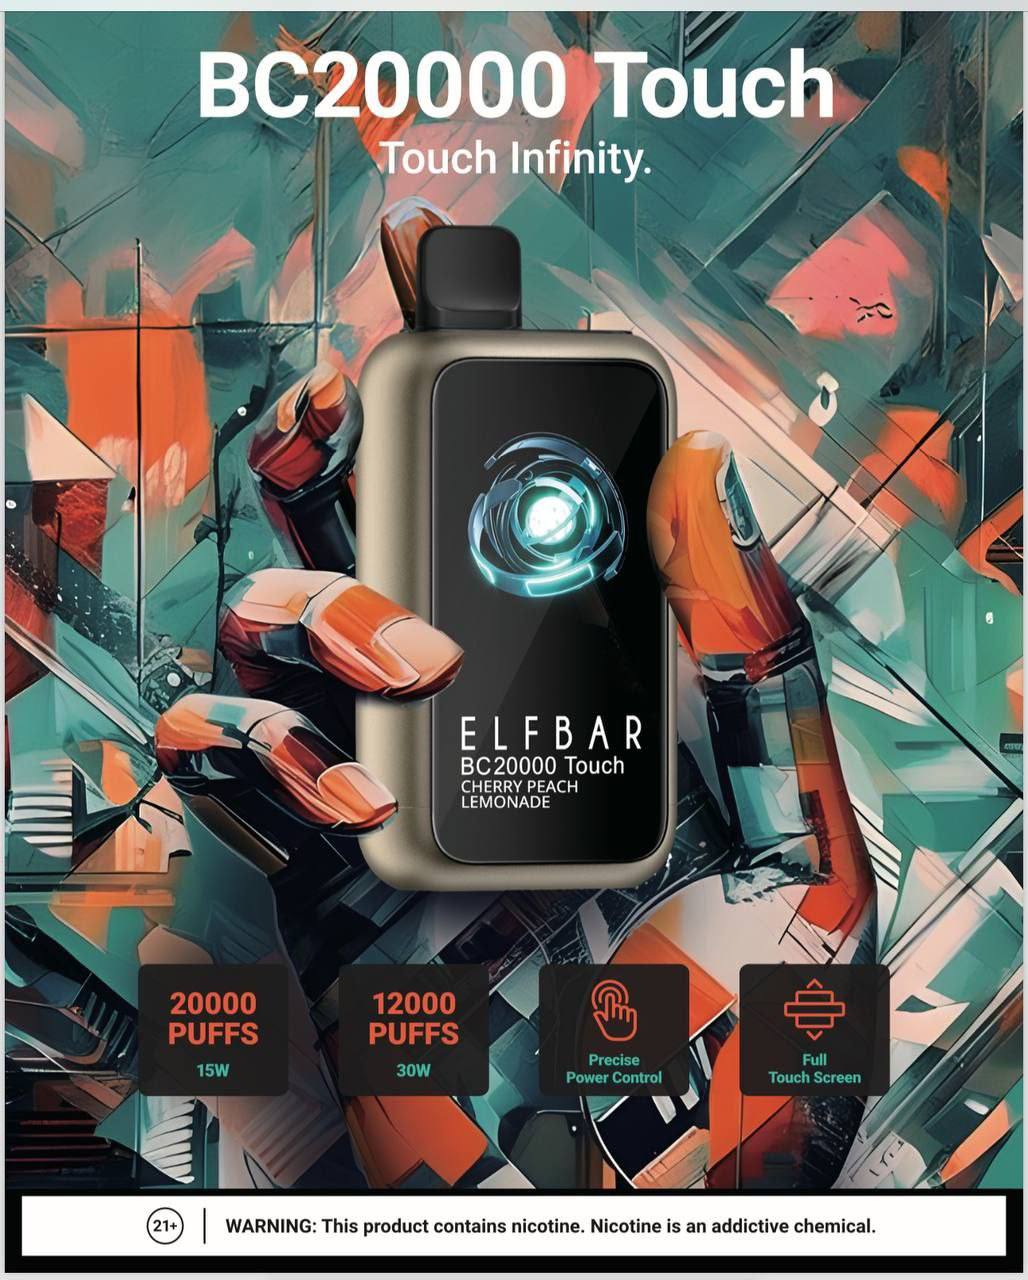 BC20000 Touch
Touch Infinity.
ELFBAR
BC20000 Touch
CHERRY PEACH
LEMONADE
20000
PUFFS
15W
12000
PUFFS
30W
Precise
Power Control
Full
Touch Screen
21+
WARNING: This product contains nicotine. Nicotine is an addictive chemical.